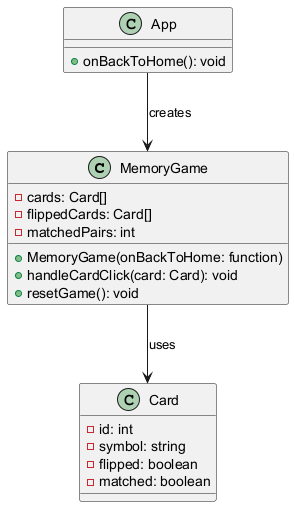 C App
onBackToHome(): void
creates
C MemoryGame
cards: Card[]
flippedCards: Card[]
matchedPairs: int
MemoryGame(onBackToHome: function)
handleCardClick(card: Card): void
resetGame(): void
uses
C Card
id: int
symbol: string
flipped: boolean
matched: boolean